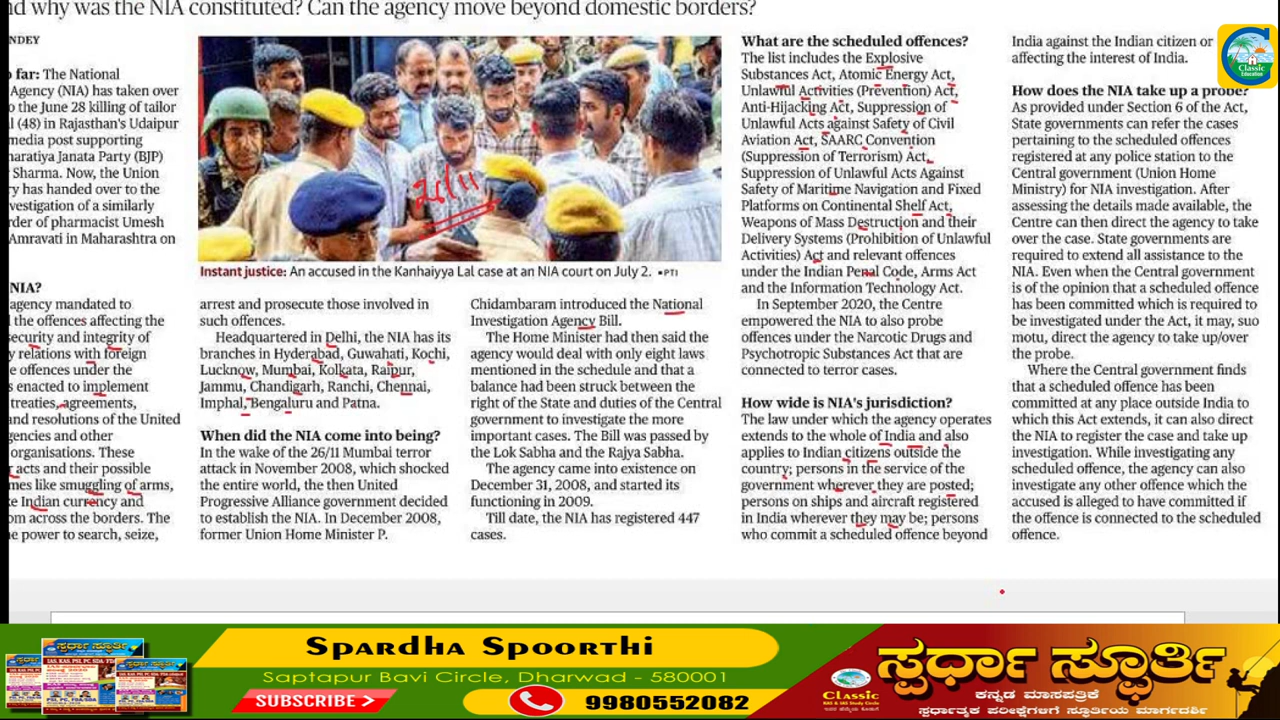 nd why was the NIA constituted? Can the agency move beyond domestic borders?
NDEY
far: The National
Agency (NIA) has taken over
o the June 28 killing of tailor
l (48) in Rajasthan's Udaipur
media post supporting
haratiya Janata Party (BJP)
Sharma. Now, the Union
ry has handed over to the
vestigation of a similarly
rder of pharmacist Umesh
Amravati in Maharashtra on
NIA?
agency mandated to
the offences affecting the
security and integrity of
y relations with foreign
e offences under the
s enacted to implement
treaties, agreements,
and resolutions of the United
gencies and other
organisations. These
r acts and their possible
mes like smuggling of arms,
ke Indian currency and
om across the borders. The
e power to search, seize,
26/11
Instant justice: An accused in the Kanhaiyya Lal case at an NIA court on July 2. •PTI
arrest and prosecute those involved in
such offences.
Headquartered in Delhi, the NIA has its
branches in Hyderabad, Guwahati, Kochi,
Lucknow, Mumbai, Kolkata, Raipur,
Jammu, Chandigarh, Ranchi, Chennai,
Imphal, Bengaluru and Patna.
When did the NIA come into being?
In the wake of the 26/11 Mumbai terror
attack in November 2008, which shocked
the entire world, the then United
Progressive Alliance government decided
to establish the NIA. In December 2008,
former Union Home Minister P.
Chidambaram introduced the National
Investigation Agency Bill.
The Home Minister had then said the
agency would deal with only eight laws
mentioned in the schedule and that a
balance had been struck between the
right of the State and duties of the Central
government to investigate the more
important cases. The Bill was passed by
the Lok Sabha and the Rajya Sabha.
The agency came into existence on
December 31, 2008, and started its
functioning in 2009.
Till date, the NIA has registered 447
cases.
What are the scheduled offences?
The list includes the Explosive
Substances Act, Atomic Energy Act,
Unlawful Activities (Prevention) Act,
Anti-Hijacking Act, Suppression of
Unlawful Acts against Safety of Civil
Aviation Act, SAARC Convention
(Suppression of Terrorism) Act,
Suppression of Unlawful Acts Against
Safety of Maritime Navigation and Fixed
Platforms on Continental Shelf Act,
Weapons of Mass Destruction and their
Delivery Systems (Prohibition of Unlawful
Activities) Act and relevant offences
under the Indian Penal Code, Arms Act
and the Information Technology Act.
In September 2020, the Centre
empowered the NIA to also probe
offences under the Narcotic Drugs and
Psychotropic Substances Act that are
connected to terror cases.
How wide is NIA's jurisdiction?
The law under which the agency operates
extends to the whole of India and also
applies to Indian citizens outside the
country; persons in the service of the
government wherever they are posted;
persons on ships and aircraft registered
in India wherever they may be; persons
who commit a scheduled offence beyond
India against the Indian citizen or
affecting the interest of India.
How does the NIA take up a probe?
As provided under Section 6 of the Act,
State governments can refer the cases
pertaining to the scheduled offences
registered at any police station to the
Central government (Union Home
Ministry) for NIA investigation. After
assessing the details made available, the
Centre can then direct the agency to take
over the case. State governments are
required to extend all assistance to the
NIA. Even when the Central government
is of the opinion that a scheduled offence
has been committed which is required to
be investigated under the Act, it may, suo
motu, direct the agency to take up/over
the probe.
Where the Central government finds
that a scheduled offence has been
committed at any place outside India to
which this Act extends, it can also direct
the NIA to register the case and take up
investigation. While investigating any
scheduled offence, the agency can also
investigate any other offence which the
accused is alleged to have committed if
the offence is connected to the scheduled
offence.
Classic
Education
Spardha Spoorthi
Saptapur Bavi Circle, Dharwad - 580001
SUBSCRIBE >
9980552082
Classic
ಸ್ಪರ್ಧಾ ಸ್ಫೂರ್ತಿ
ಕನ್ನಡ ಮಾಸಪತ್ರಿಕೆ
ಸ್ಪರ್ಧಾತ್ಮಕ ಪರೀಕ್ಷೆಗಳಿಗೆ ಸ್ಫೂರ್ತಿಯ ಮಾರ್ಗದರ್ಶಿ